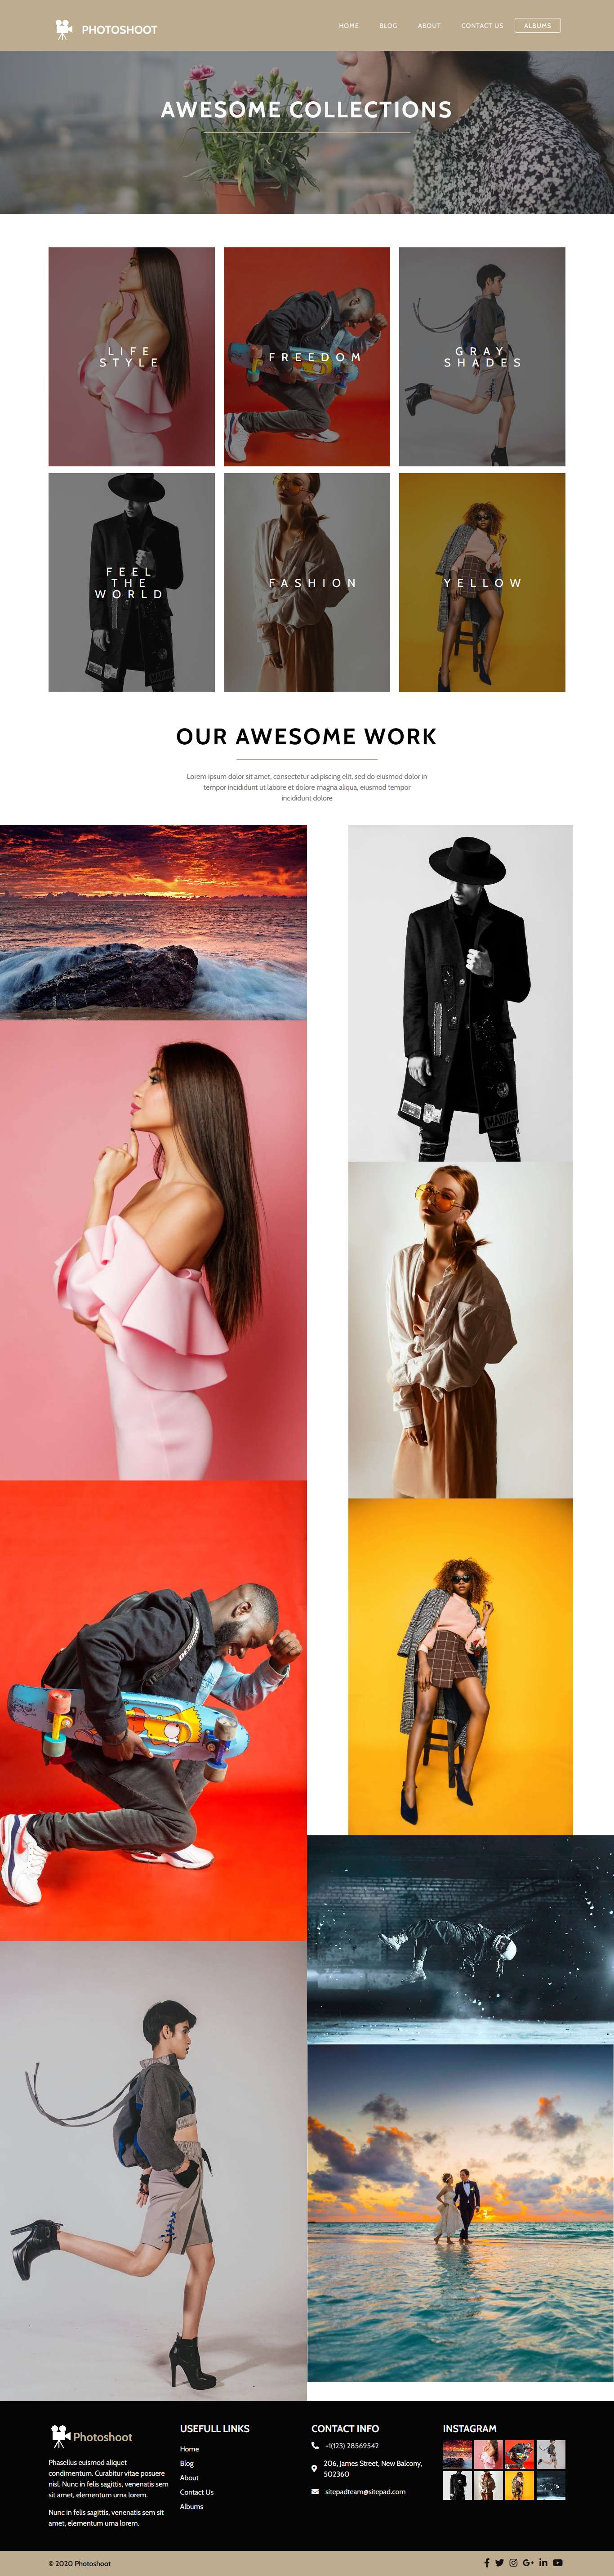 PHOTOSHOOT
HOME
BLOG
ABOUT
CONTACT US
ALBUMS
AWESOME COLLECTIONS
LIFE
STYLE
FREEDOM
GRAY
SHADES
FEEL
THE
WORLD
FASHION
YELLOW
OUR AWESOME WORK
Lorem ipsum dolor sit amet, consectetur adipiscing elit, sed do eiusmod dolor in
tempor incididunt ut labore et dolore magna aliqua, eiusmod tempor
incididunt dolore
Photoshoot
Phasellus euismod aliquet
condimentum. Curabitur vitae posuere
nisl. Nunc in felis sagittis, venenatis sem
sit amet, elementum urna lorem.
Nunc in felis sagittis, venenatis sem sit
amet, elementum urna lorem.
USEFULL LINKS
Home
Blog
About
Contact Us
Albums
CONTACT INFO
+1(123) 28569542
206, James Street, New Balcony,
502360
sitepadteam@sitepad.com
INSTAGRAM
© 2020 Photoshoot